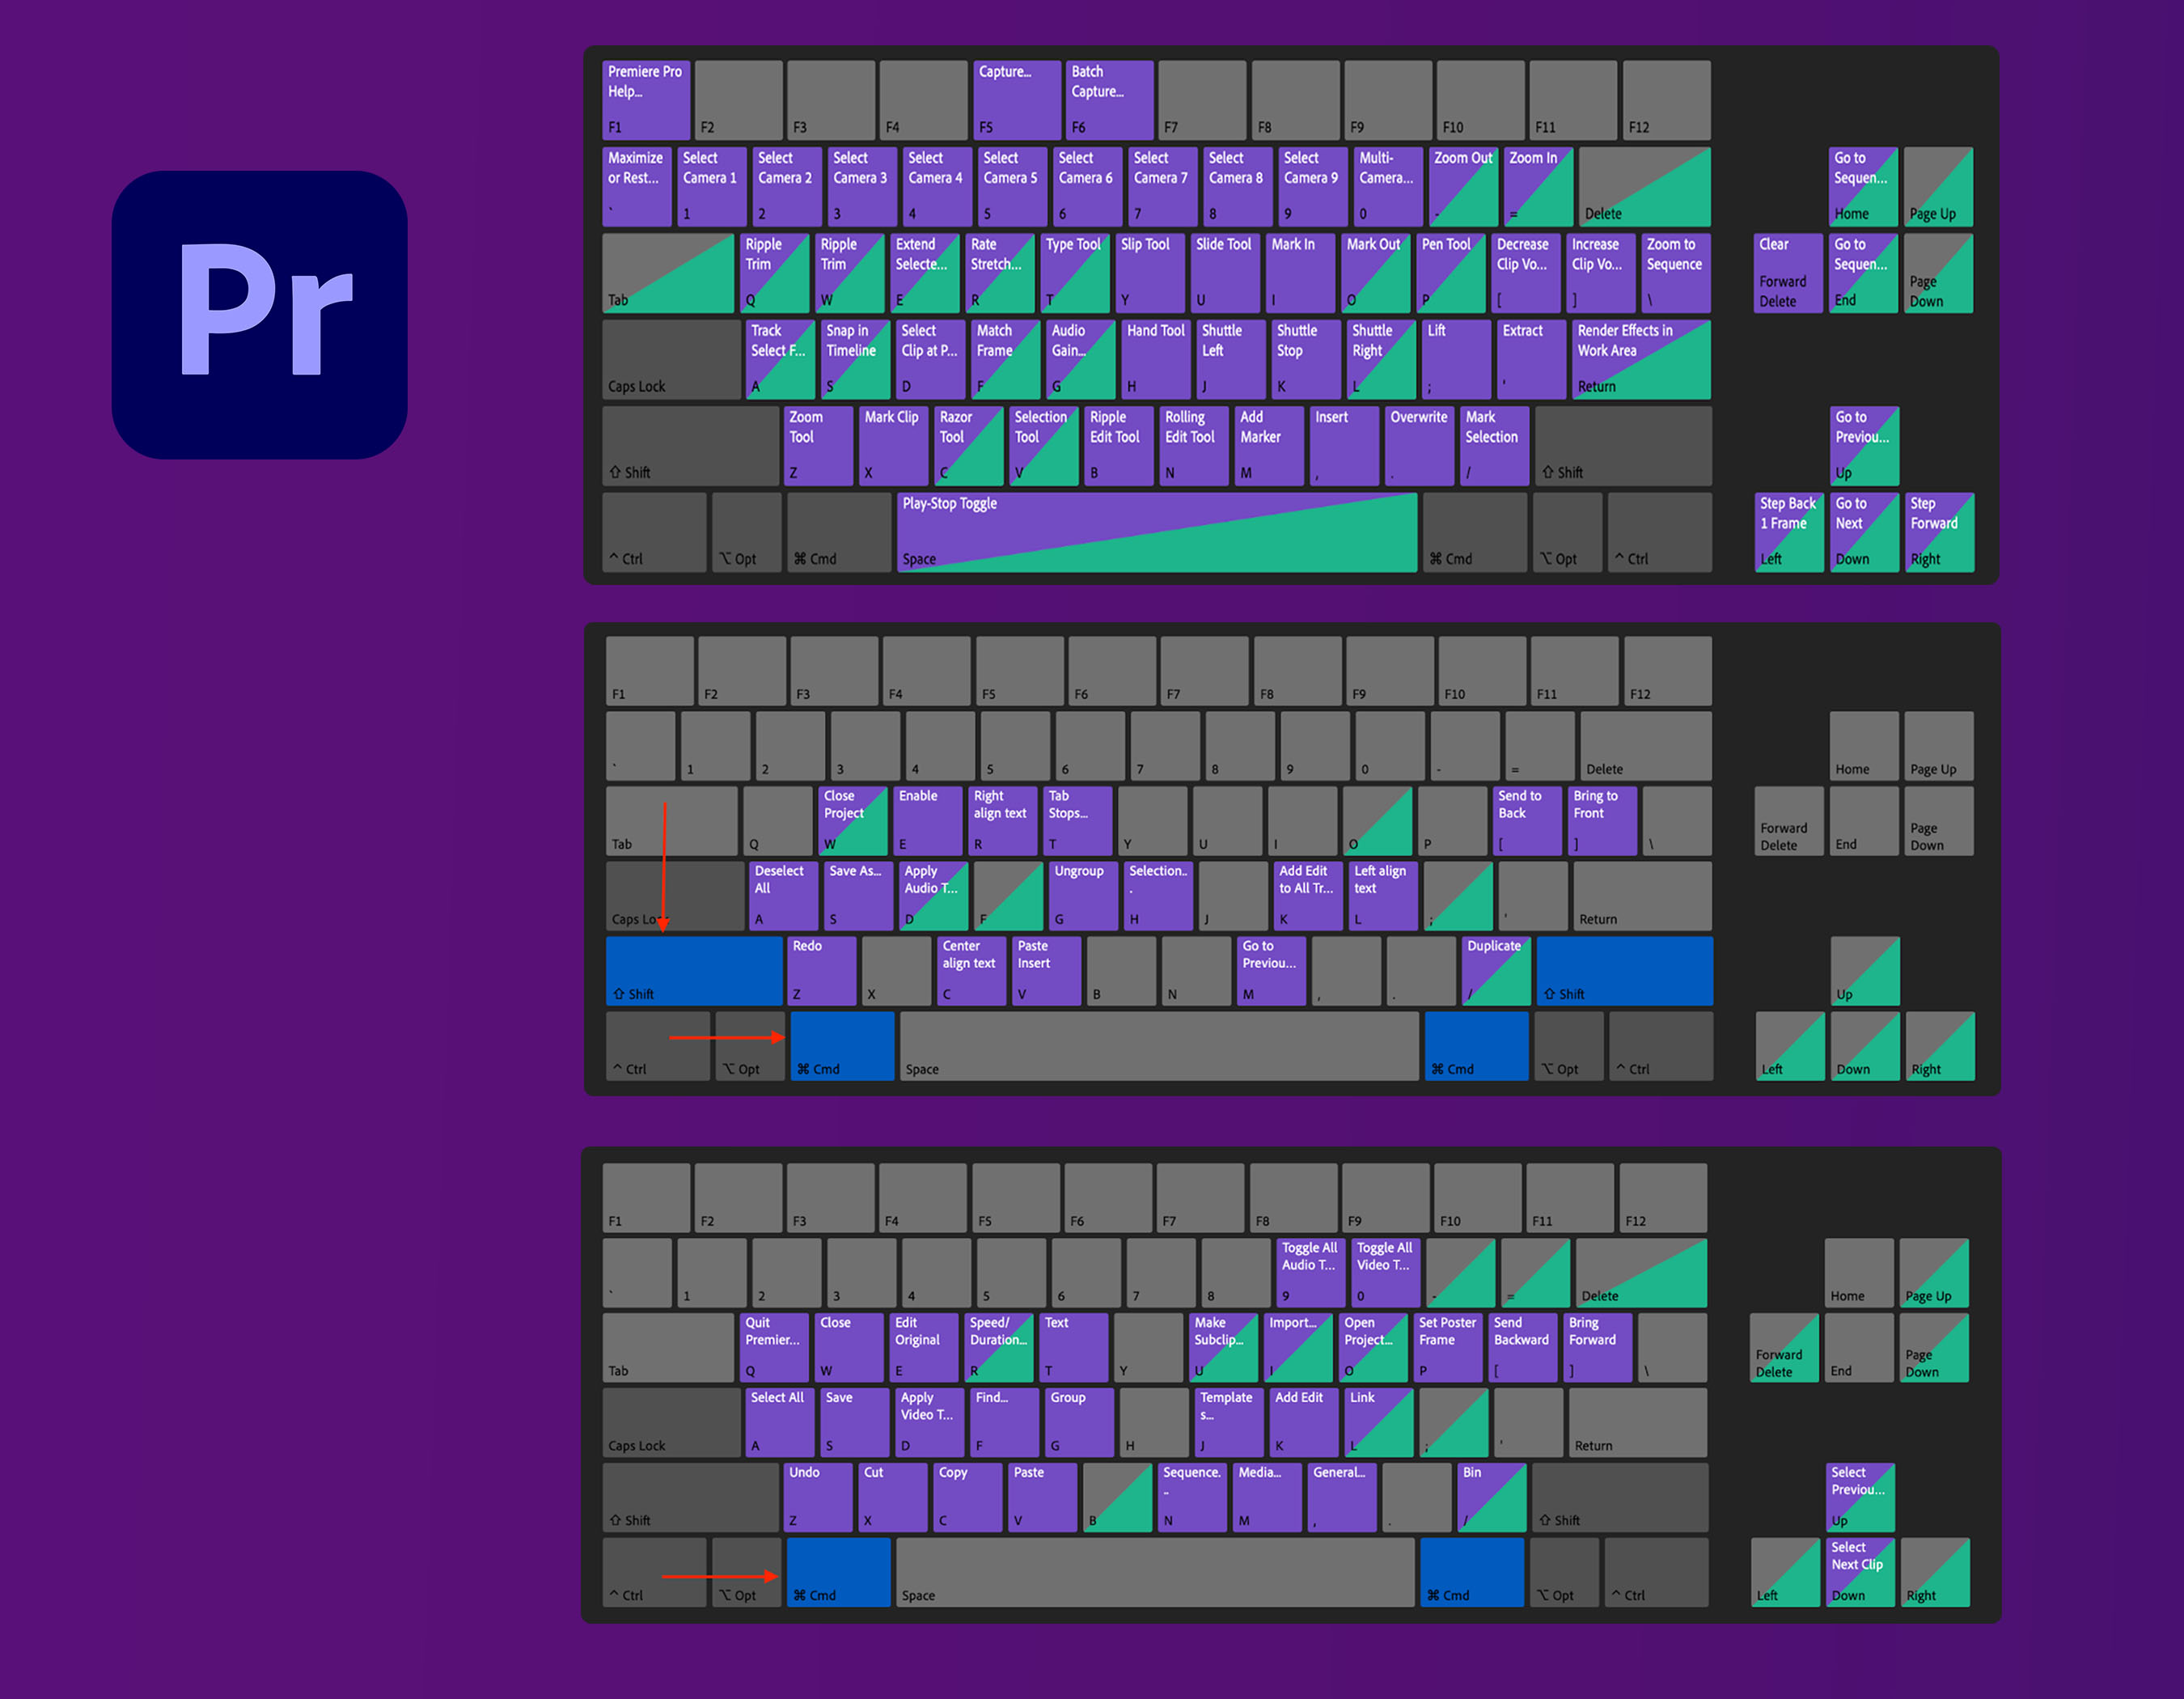 Pr
Premiere Pro
Help...
F1
F2
F3
F4
Capture...
F5
Batch
Capture...
F6
F7
F8
F9
F10
F11
F12
Maximize
or Rest...
`
Select
Camera 1
1
Select
Camera 2
2
Select
Camera 3
3
Select
Camera 4
4
Select
Camera 5
5
Select
Camera 6
6
Select
Camera 7
7
Select
Camera 8
8
Select
Camera 9
9
Multi-
Camera...
0
Zoom Out
-
Zoom In
=
Delete
Go to
Sequen...
Home
Page Up
Tab
Ripple
Trim
Q
Ripple
Trim
W
Extend
Selecte...
E
Rate
Stretch...
R
Type Tool
T
Slip Tool
Y
Slide Tool
U
Mark In
I
Mark Out
O
Pen Tool
P
Decrease
Clip Vo...
[
Increase
Clip Vo...
]
Zoom to
Sequence
\
Clear
Forward
Delete
Go to
Sequen...
End
Page
Down
Caps Lock
Track
Select F...
A
Snap in
Timeline
S
Select
Clip at P...
D
Match
Frame
F
Audio
Gain...
G
Hand Tool
H
Shuttle
Left
J
Shuttle
Stop
K
Shuttle
Right
L
Lift
;
Extract
'
Render Effects in
Work Area
Return
⇧ Shift
Zoom
Tool
Z
Mark Clip
X
Razor
Tool
C
Selection
Tool
V
Ripple
Edit Tool
B
Rolling
Edit Tool
N
Add
Marker
M
Insert
,
Overwrite
.
Mark
Selection
/
⇧ Shift
Go to
Previou...
Up
^ Ctrl
⌥ Opt
⌘ Cmd
Play-Stop Toggle
Space
⌘ Cmd
⌥ Opt
^ Ctrl
Step Back
1 Frame
Left
Go to
Next
Down
Step
Forward
Right
F1
F2
F3
F4
F5
F6
F7
F8
F9
F10
F11
F12
`
1
2
3
4
5
6
7
8
9
0
-
=
Delete
Home
Page Up
Tab
Q
Close
Project
W
Enable
E
Right
align text
R
Tab
Stops...
T
Y
U
I
O
P
Send to
Back
[
Bring to
Front
]
\
Forward
Delete
End
Page
Down
Caps Lock
Deselect
All
A
Save As...
S
Apply
Audio T...
D
F
Ungroup
G
Selection..
.
H
J
Add Edit
to All Tr...
K
Left align
text
L
;
'
Return
⇧ Shift
Redo
Z
X
Center
align text
C
Paste
Insert
V
B
N
Go to
Previou...
M
,
.
Duplicate
/
⇧ Shift
Up
^ Ctrl
⌥ Opt
⌘ Cmd
Space
⌘ Cmd
⌥ Opt
^ Ctrl
Left
Down
Right
F1
F2
F3
F4
F5
F6
F7
F8
F9
F10
F11
F12
`
1
2
3
4
5
6
7
8
Toggle All
Audio T...
9
Toggle All
Video T...
0
-
=
Delete
Home
Page Up
Tab
Quit
Premier...
Q
Close
W
Edit
Original
E
Speed/
Duration...
R
Text
T
Y
Make
Subclip...
U
Import...
I
Open
Project...
O
Set Poster
Frame
P
Send
Backward
[
Bring
Forward
]
\
Forward
Delete
End
Page
Down
Caps Lock
Select All
A
Save
S
Apply
Video T...
D
Find...
F
Group
G
H
Template
s...
J
Add Edit
K
Link
L
;
'
Return
⇧ Shift
Undo
Z
Cut
X
Copy
C
Paste
V
B
Sequence.
..
N
Media...
M
General...
,
.
Bin
/
⇧ Shift
Select
Previou...
Up
^ Ctrl
⌥ Opt
⌘ Cmd
Space
⌘ Cmd
⌥ Opt
^ Ctrl
Left
Select
Next Clip
Down
Right